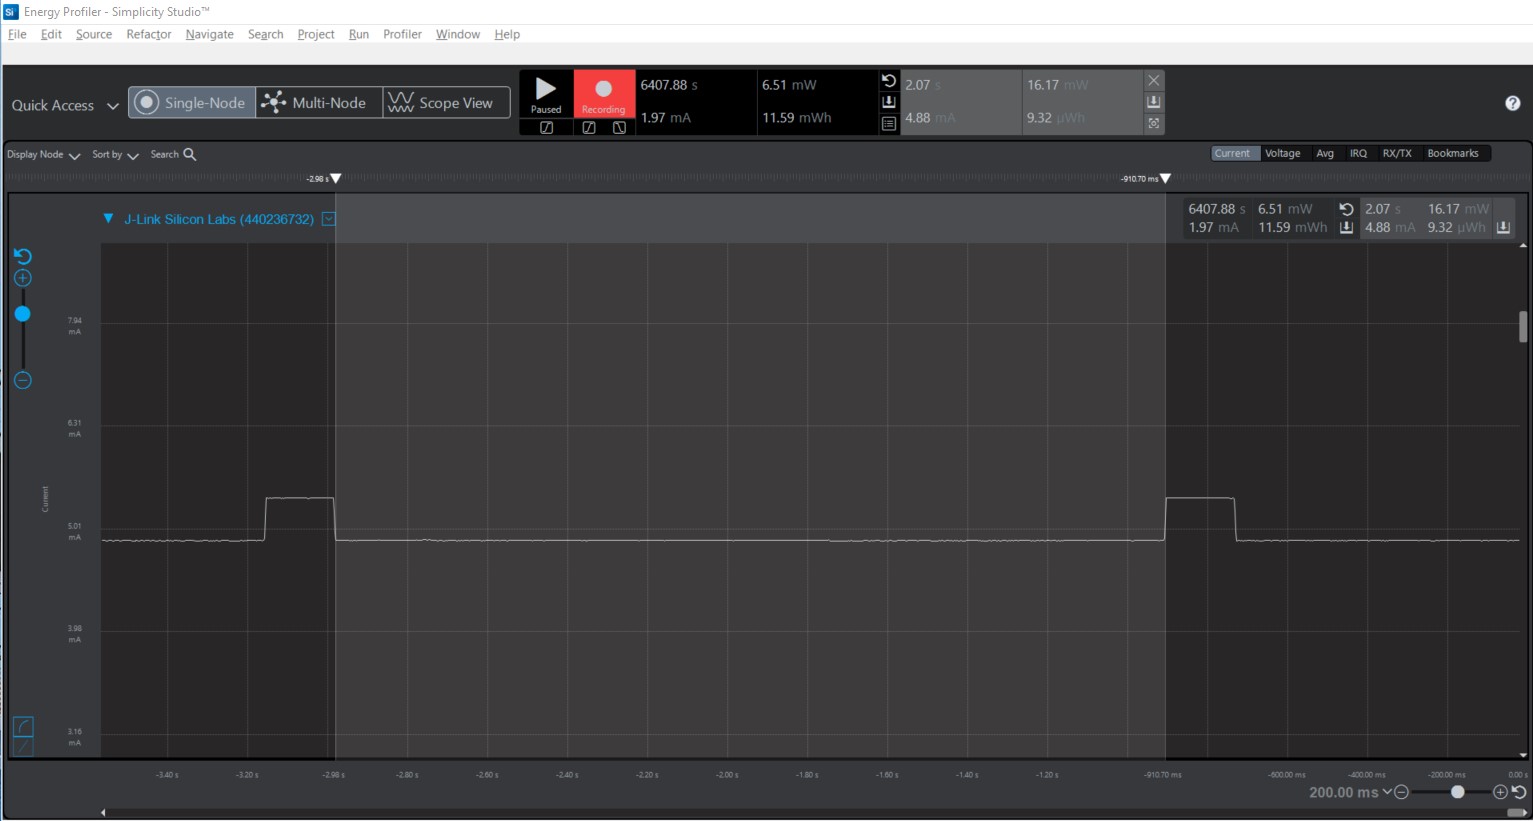 Si Energy Profiler - Simplicity Studio™
File Edit Source Refactor Navigate Search Project Run Profiler Window Help
Quick Access Single-Node Multi-Node Scope View
Paused Recording
6407.88 s 6.51 mW 2.07 s 16.17 mW
1.97 mA 11.59 mWh 4.88 mA 9.32 µWh
Display Node Sort by Search Current Voltage Avg IRQ RX/TX Bookmarks
-2.98 s -910.70 ms
J-Link Silicon Labs (440236732)
6407.88 s 6.51 mW 2.07 s 16.17 mW
1.97 mA 11.59 mWh 4.88 mA 9.32 µWh
7.94
mA
6.31
mA
Current
5.01
mA
3.98
mA
3.16
mA
-3.40 s -3.20 s -2.98 s -2.80 s -2.60 s -2.40 s -2.20 s -2.00 s -1.80 s -1.60 s -1.40 s -1.20 s -910.70 ms -600.00 ms -400.00 ms -200.00 ms 0.00 s
200.00 ms